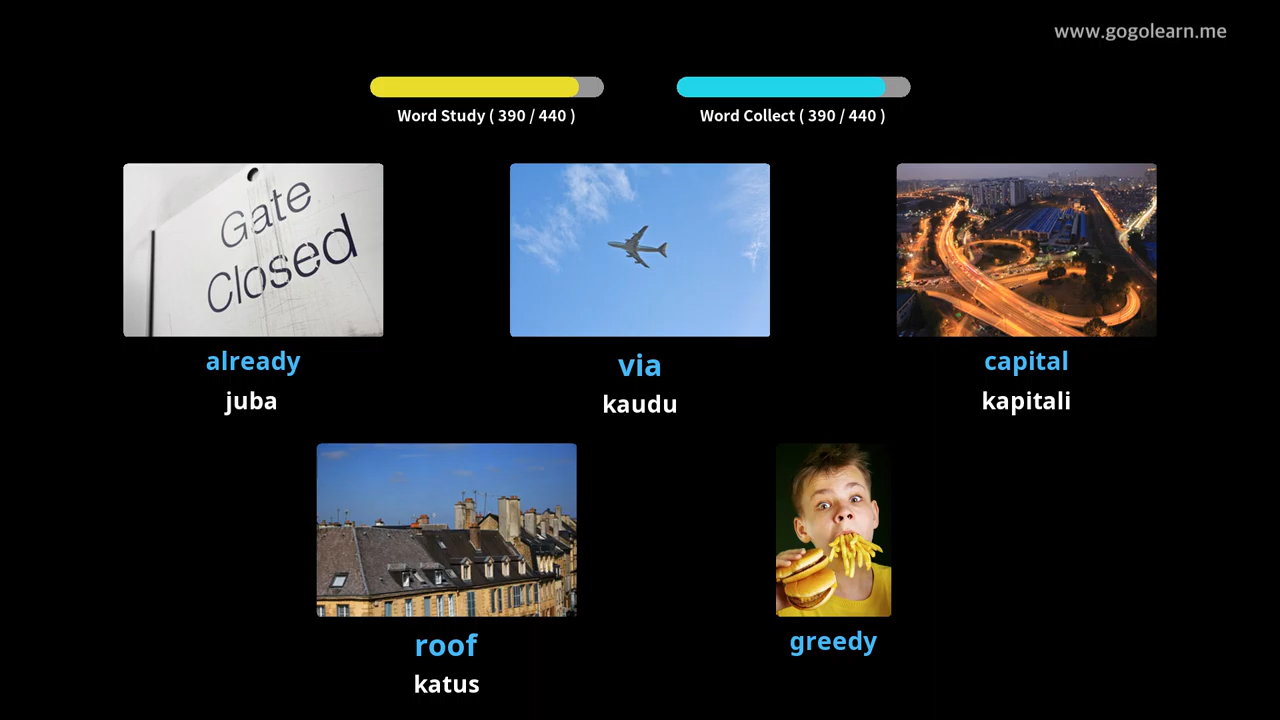 www.gogolearn.me
Word Study ( 390 / 440 )
Word Collect ( 390 / 440 )
Gate
Closed
already
juba
via
kaudu
capital
kapitali
roof
katus
greedy